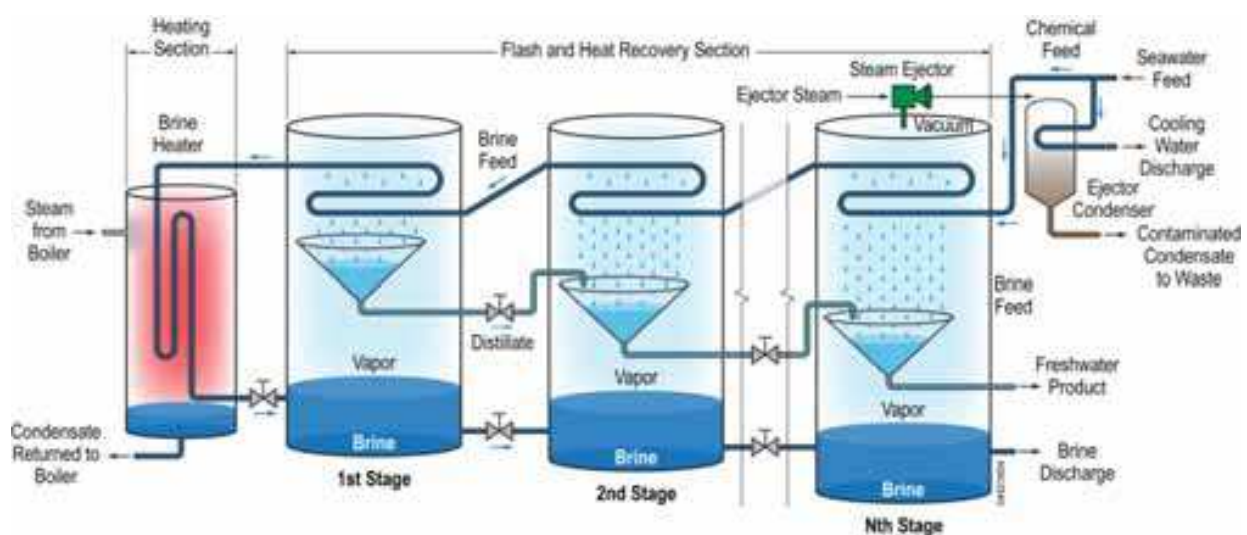 Heating
Section
Flash and Heat Recovery Section
Chemical
Feed
Seawater
Feed
Steam Ejector
Ejector Steam
Vacuum
Brine
Heater
Brine
Feed
Cooling
Water
Discharge
Ejector
Condenser
Steam
from
Boiler
Contaminated
Condensate
to Waste
Brine
Feed
Distillate
Vapor
Vapor
Vapor
Freshwater
Product
Condensate
Returned to
Boiler
Brine
Brine
Brine
Brine
Discharge
1st Stage
2nd Stage
Nth Stage